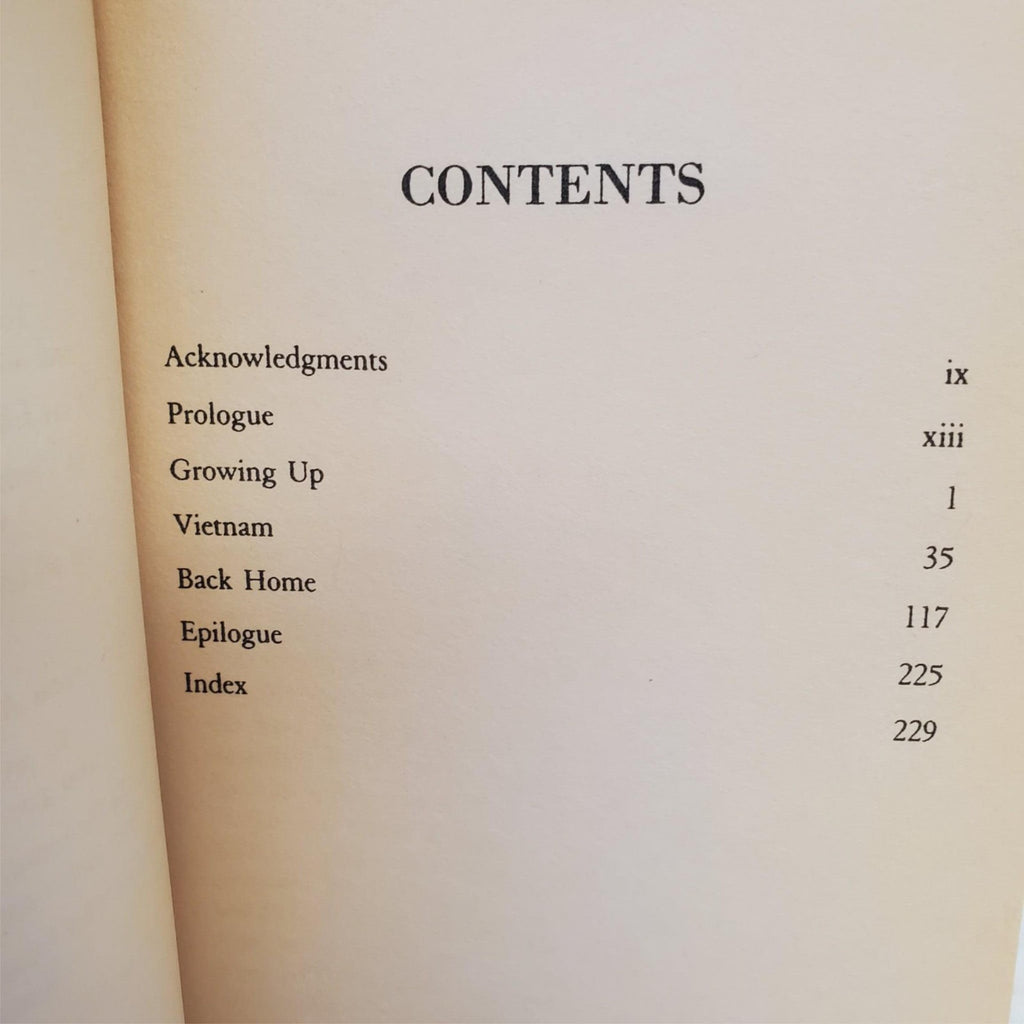 CONTENTS
Acknowledgments ix
Prologue xiii
Growing Up 1
Vietnam 35
Back Home 117
Epilogue 225
Index 229